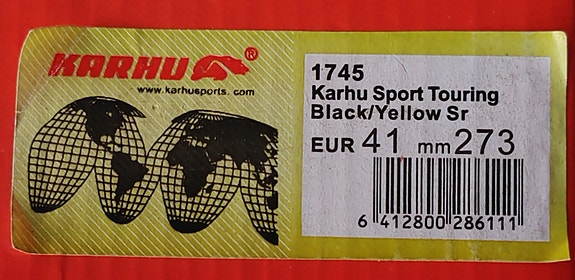 KARHU ®
www.karhusports.com
1745
Karhu Sport Touring
Black/Yellow Sr
EUR 41 mm 273
6 412800 286111